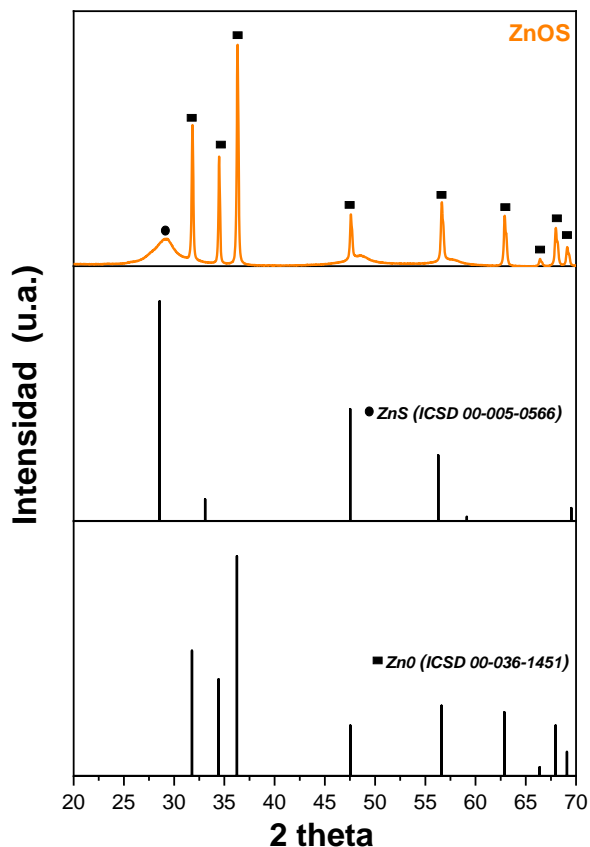 ZnOS
Intensidad (u.a.)
ZnS (ICSD 00-005-0566)
Zn0 (ICSD 00-036-1451)
20 25 30 35 40 45 50 55 60 65 70
2 theta